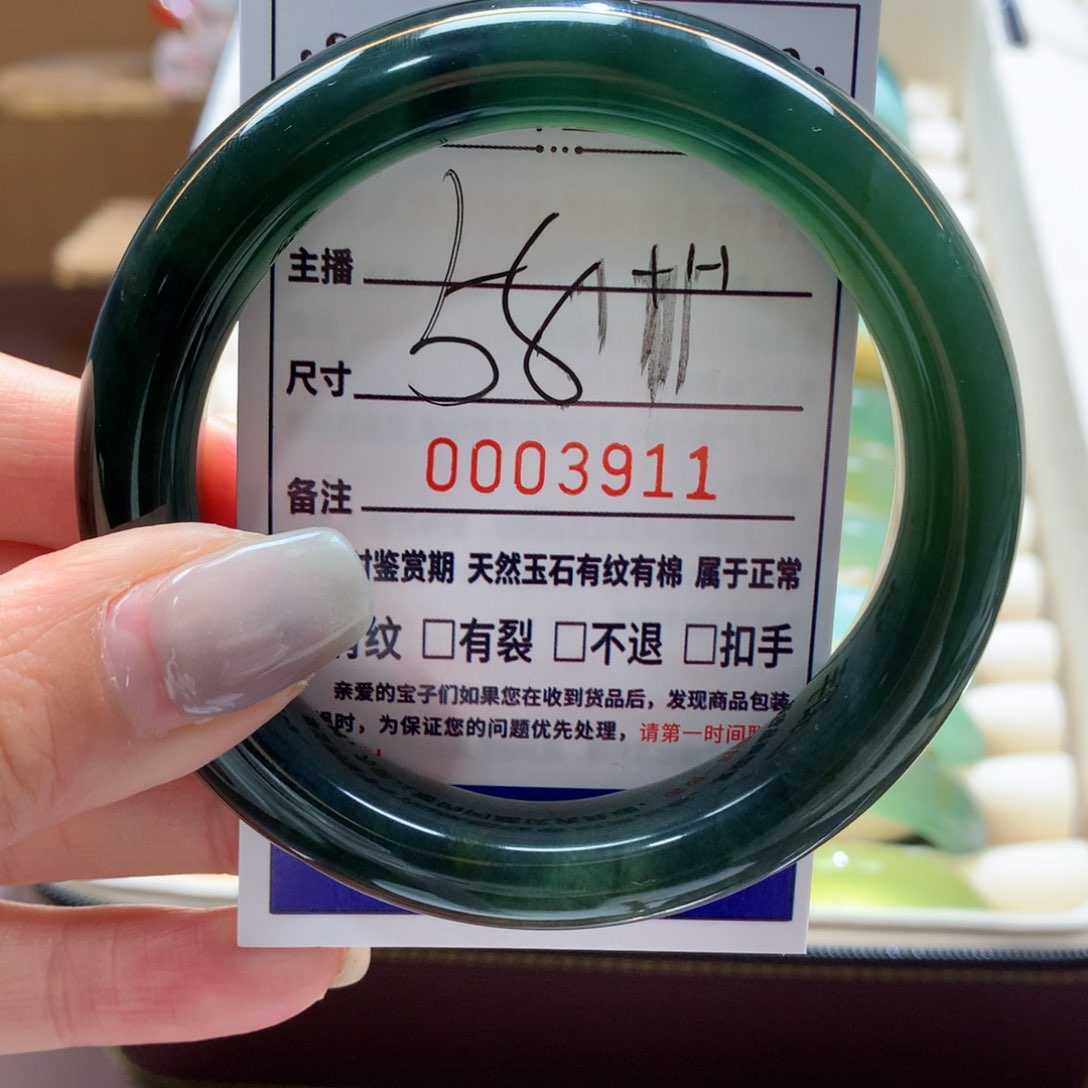 主播
尺寸 58
备注 0003911
时鉴赏期 天然玉石有纹有棉 属于正常
有纹 □有裂 □不退 □扣手
亲爱的宝子们如果您在收到货品后，发现商品包装
时，为保证您的问题优先处理，请第一时间联